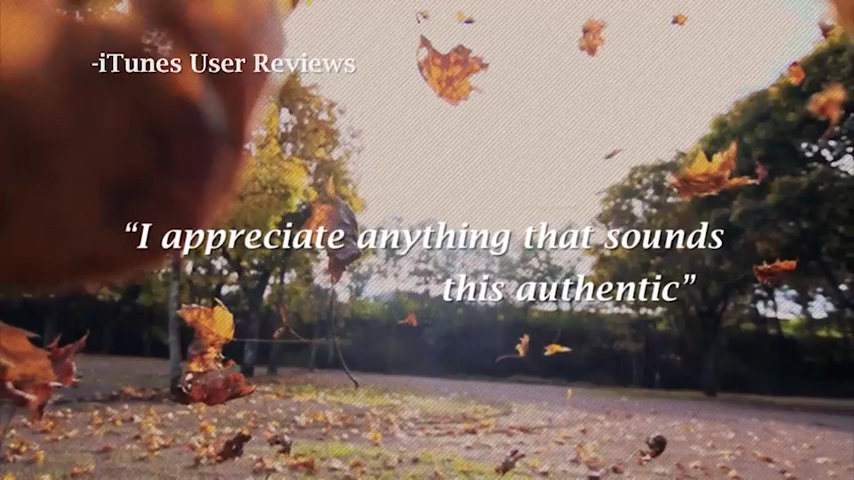 -iTunes User Reviews
“I appreciate anything that sounds
this authentic”